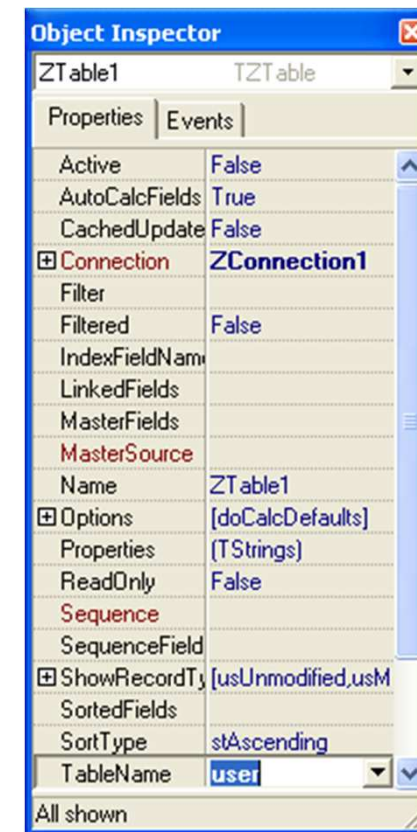 Object Inspector
ZTable1 TZTable
Properties Events
Active False
AutoCalcFields True
CachedUpdate False
Connection ZConnection1
Filter
Filtered False
IndexFieldNam
LinkedFields
MasterFields
MasterSource
Name ZTable1
Options [doCalcDefaults]
Properties (TStrings)
ReadOnly False
Sequence
SequenceField
ShowRecordTy [usUnmodified,usM
SortedFields
SortType stAscending
TableName user
All shown